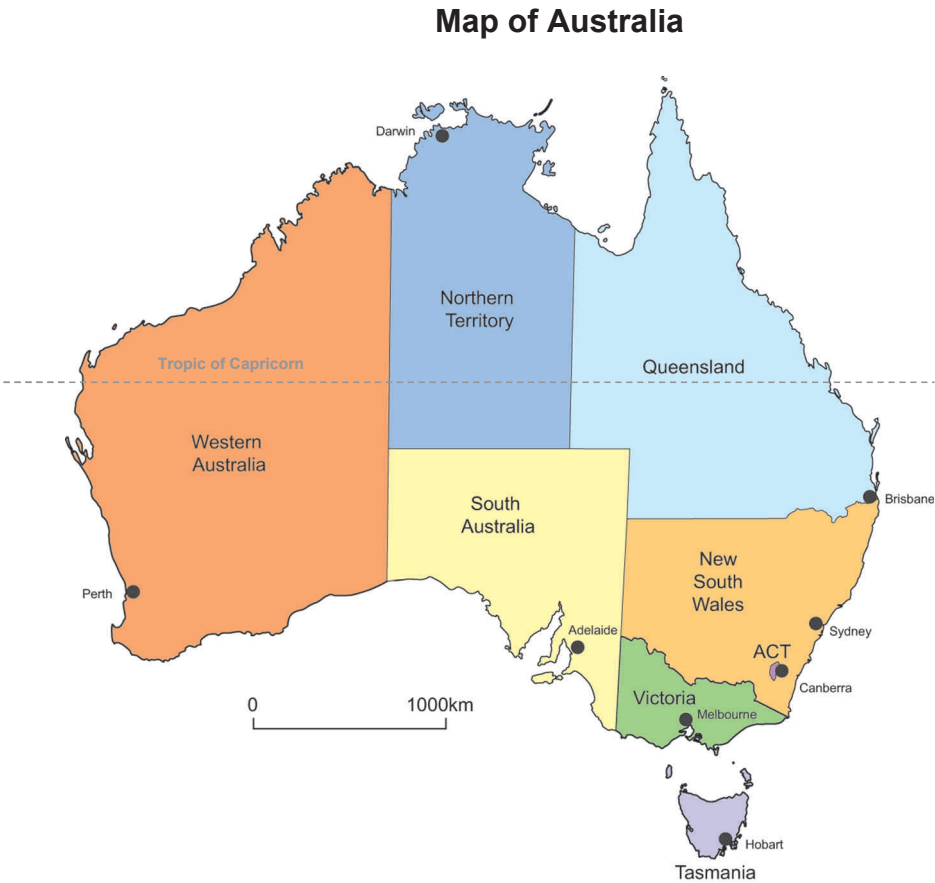 Map of Australia
Darwin
Northern
Territory
Tropic of Capricorn
Queensland
Western
Australia
South
Australia
Brisbane
New
South
Wales
Perth
Adelaide
Sydney
ACT
Canberra
Victoria
Melbourne
0 1000km
Hobart
Tasmania